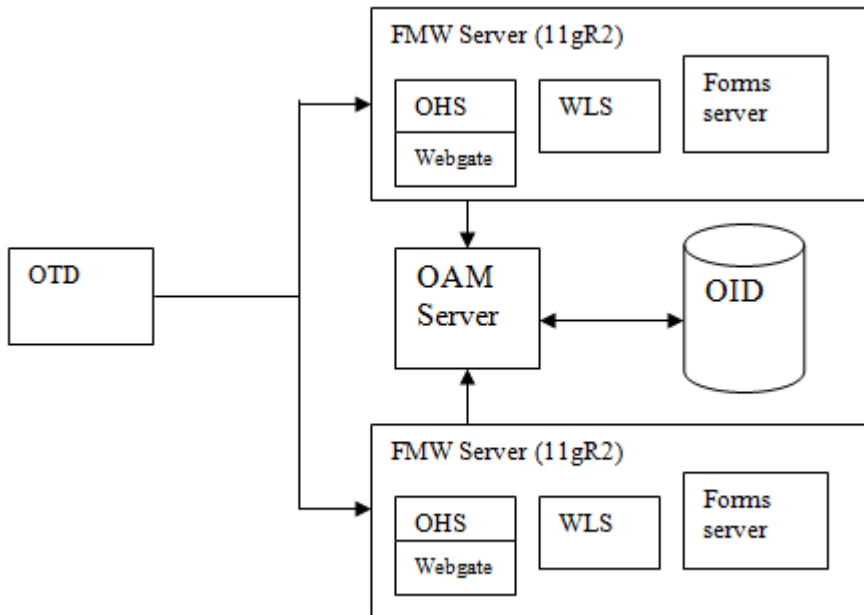 FMW Server (11gR2)
OHS
Webgate
WLS
Forms
server
OTD
OAM
Server
OID
FMW Server (11gR2)
OHS
Webgate
WLS
Forms
server